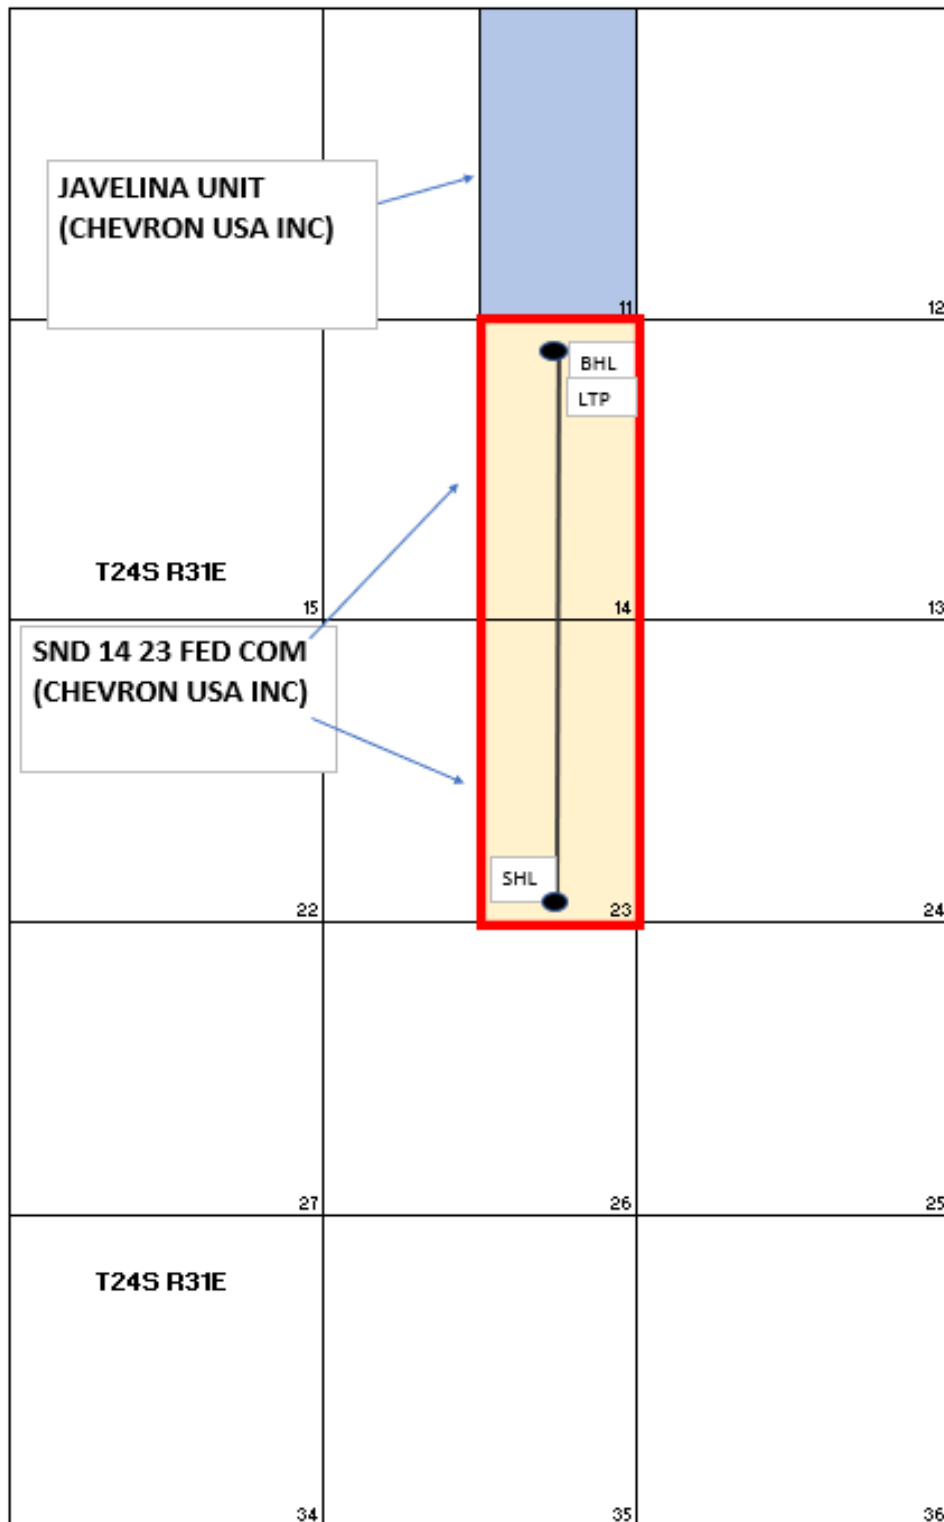 JAVELINA UNIT
(CHEVRON USA INC)
11
12
BHL
LTP
T24S R31E
15
14
13
SND 14 23 FED COM
(CHEVRON USA INC)
SHL
22
23
24
27
26
25
T24S R31E
34
35
36